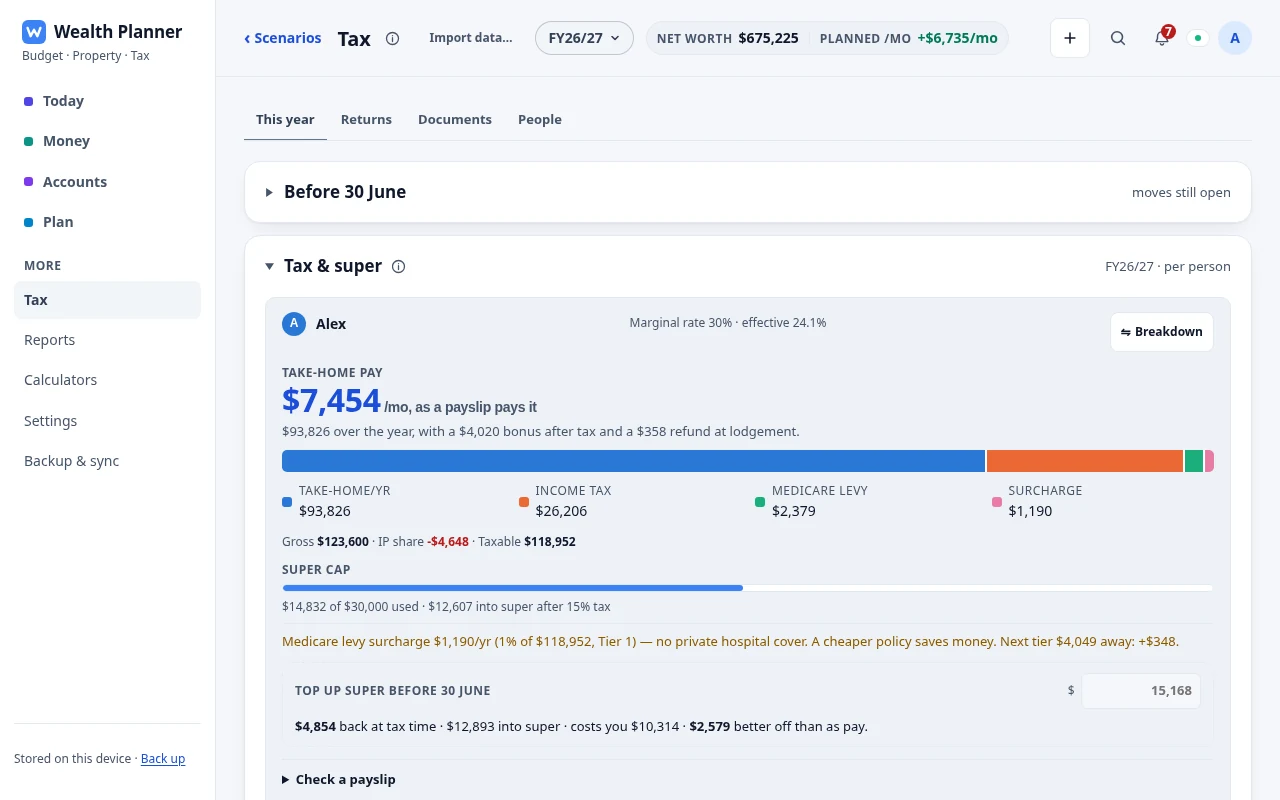 W Wealth Planner
Budget · Property · Tax
Today
Money
Accounts
Plan
MORE
Tax
Reports
Calculators
Settings
Backup & sync
Stored on this device · Back up
‹ Scenarios
Tax
Import data...
FY26/27
NET WORTH $675,225
PLANNED /MO +$6,735/mo
+
7
A
This year
Returns
Documents
People
Before 30 June
moves still open
Tax & super
FY26/27 · per person
A Alex
Marginal rate 30% · effective 24.1%
⇋ Breakdown
TAKE-HOME PAY
$7,454 /mo, as a payslip pays it
$93,826 over the year, with a $4,020 bonus after tax and a $358 refund at lodgement.
TAKE-HOME/YR
$93,826
INCOME TAX
$26,206
MEDICARE LEVY
$2,379
SURCHARGE
$1,190
Gross $123,600 · IP share -$4,648 · Taxable $118,952
SUPER CAP
$14,832 of $30,000 used · $12,607 into super after 15% tax
Medicare levy surcharge $1,190/yr (1% of $118,952, Tier 1) — no private hospital cover. A cheaper policy saves money. Next tier $4,049 away: +$348.
TOP UP SUPER BEFORE 30 JUNE
$ 15,168
$4,854 back at tax time · $12,893 into super · costs you $10,314 · $2,579 better off than as pay.
Check a payslip